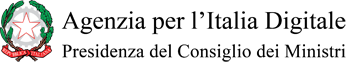 Agenzia per l'Italia Digitale
Presidenza del Consiglio dei Ministri